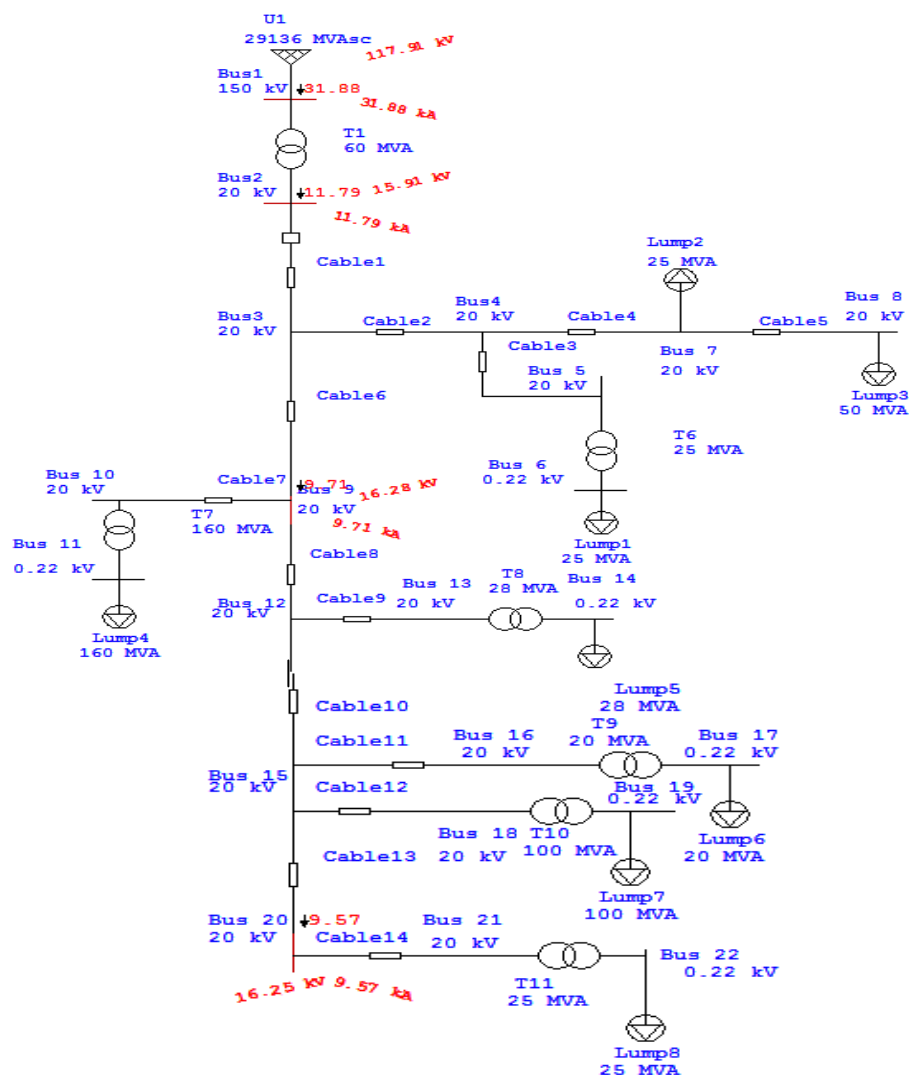 U1
29136 MVAsc
117.91 kV
Bus1
150 kV
31.88
31.88 kA
T1
60 MVA
Bus2
20 kV
11.79
15.91 kV
11.79 kA
Cable1
Lump2
25 MVA
Bus3
20 kV
Cable2
Bus4
20 kV
Cable4
Bus 7
20 kV
Cable5
Bus 8
20 kV
Cable3
Bus 5
20 kV
Lump3
50 MVA
Cable6
T6
25 MVA
Bus 6
0.22 kV
Lump1
25 MVA
Bus 10
20 kV
Cable7
T7
160 MVA
9.71
16.28 kV
Bus 9
20 kV
9.71 kA
Bus 11
0.22 kV
Lump4
160 MVA
Cable8
Bus 12
20 kV
Cable9
Bus 13
20 kV
T8
28 MVA
Bus 14
0.22 kV
Lump5
28 MVA
Cable10
Cable11
Bus 16
20 kV
T9
20 MVA
Bus 17
0.22 kV
Bus 15
20 kV
Cable12
Bus 19
0.22 kV
Bus 18
20 kV
T10
100 MVA
Lump6
20 MVA
Cable13
Lump7
100 MVA
Bus 20
20 kV
9.57
Cable14
Bus 21
20 kV
Bus 22
0.22 kV
16.25 kV 9.57 kA
T11
25 MVA
Lump8
25 MVA